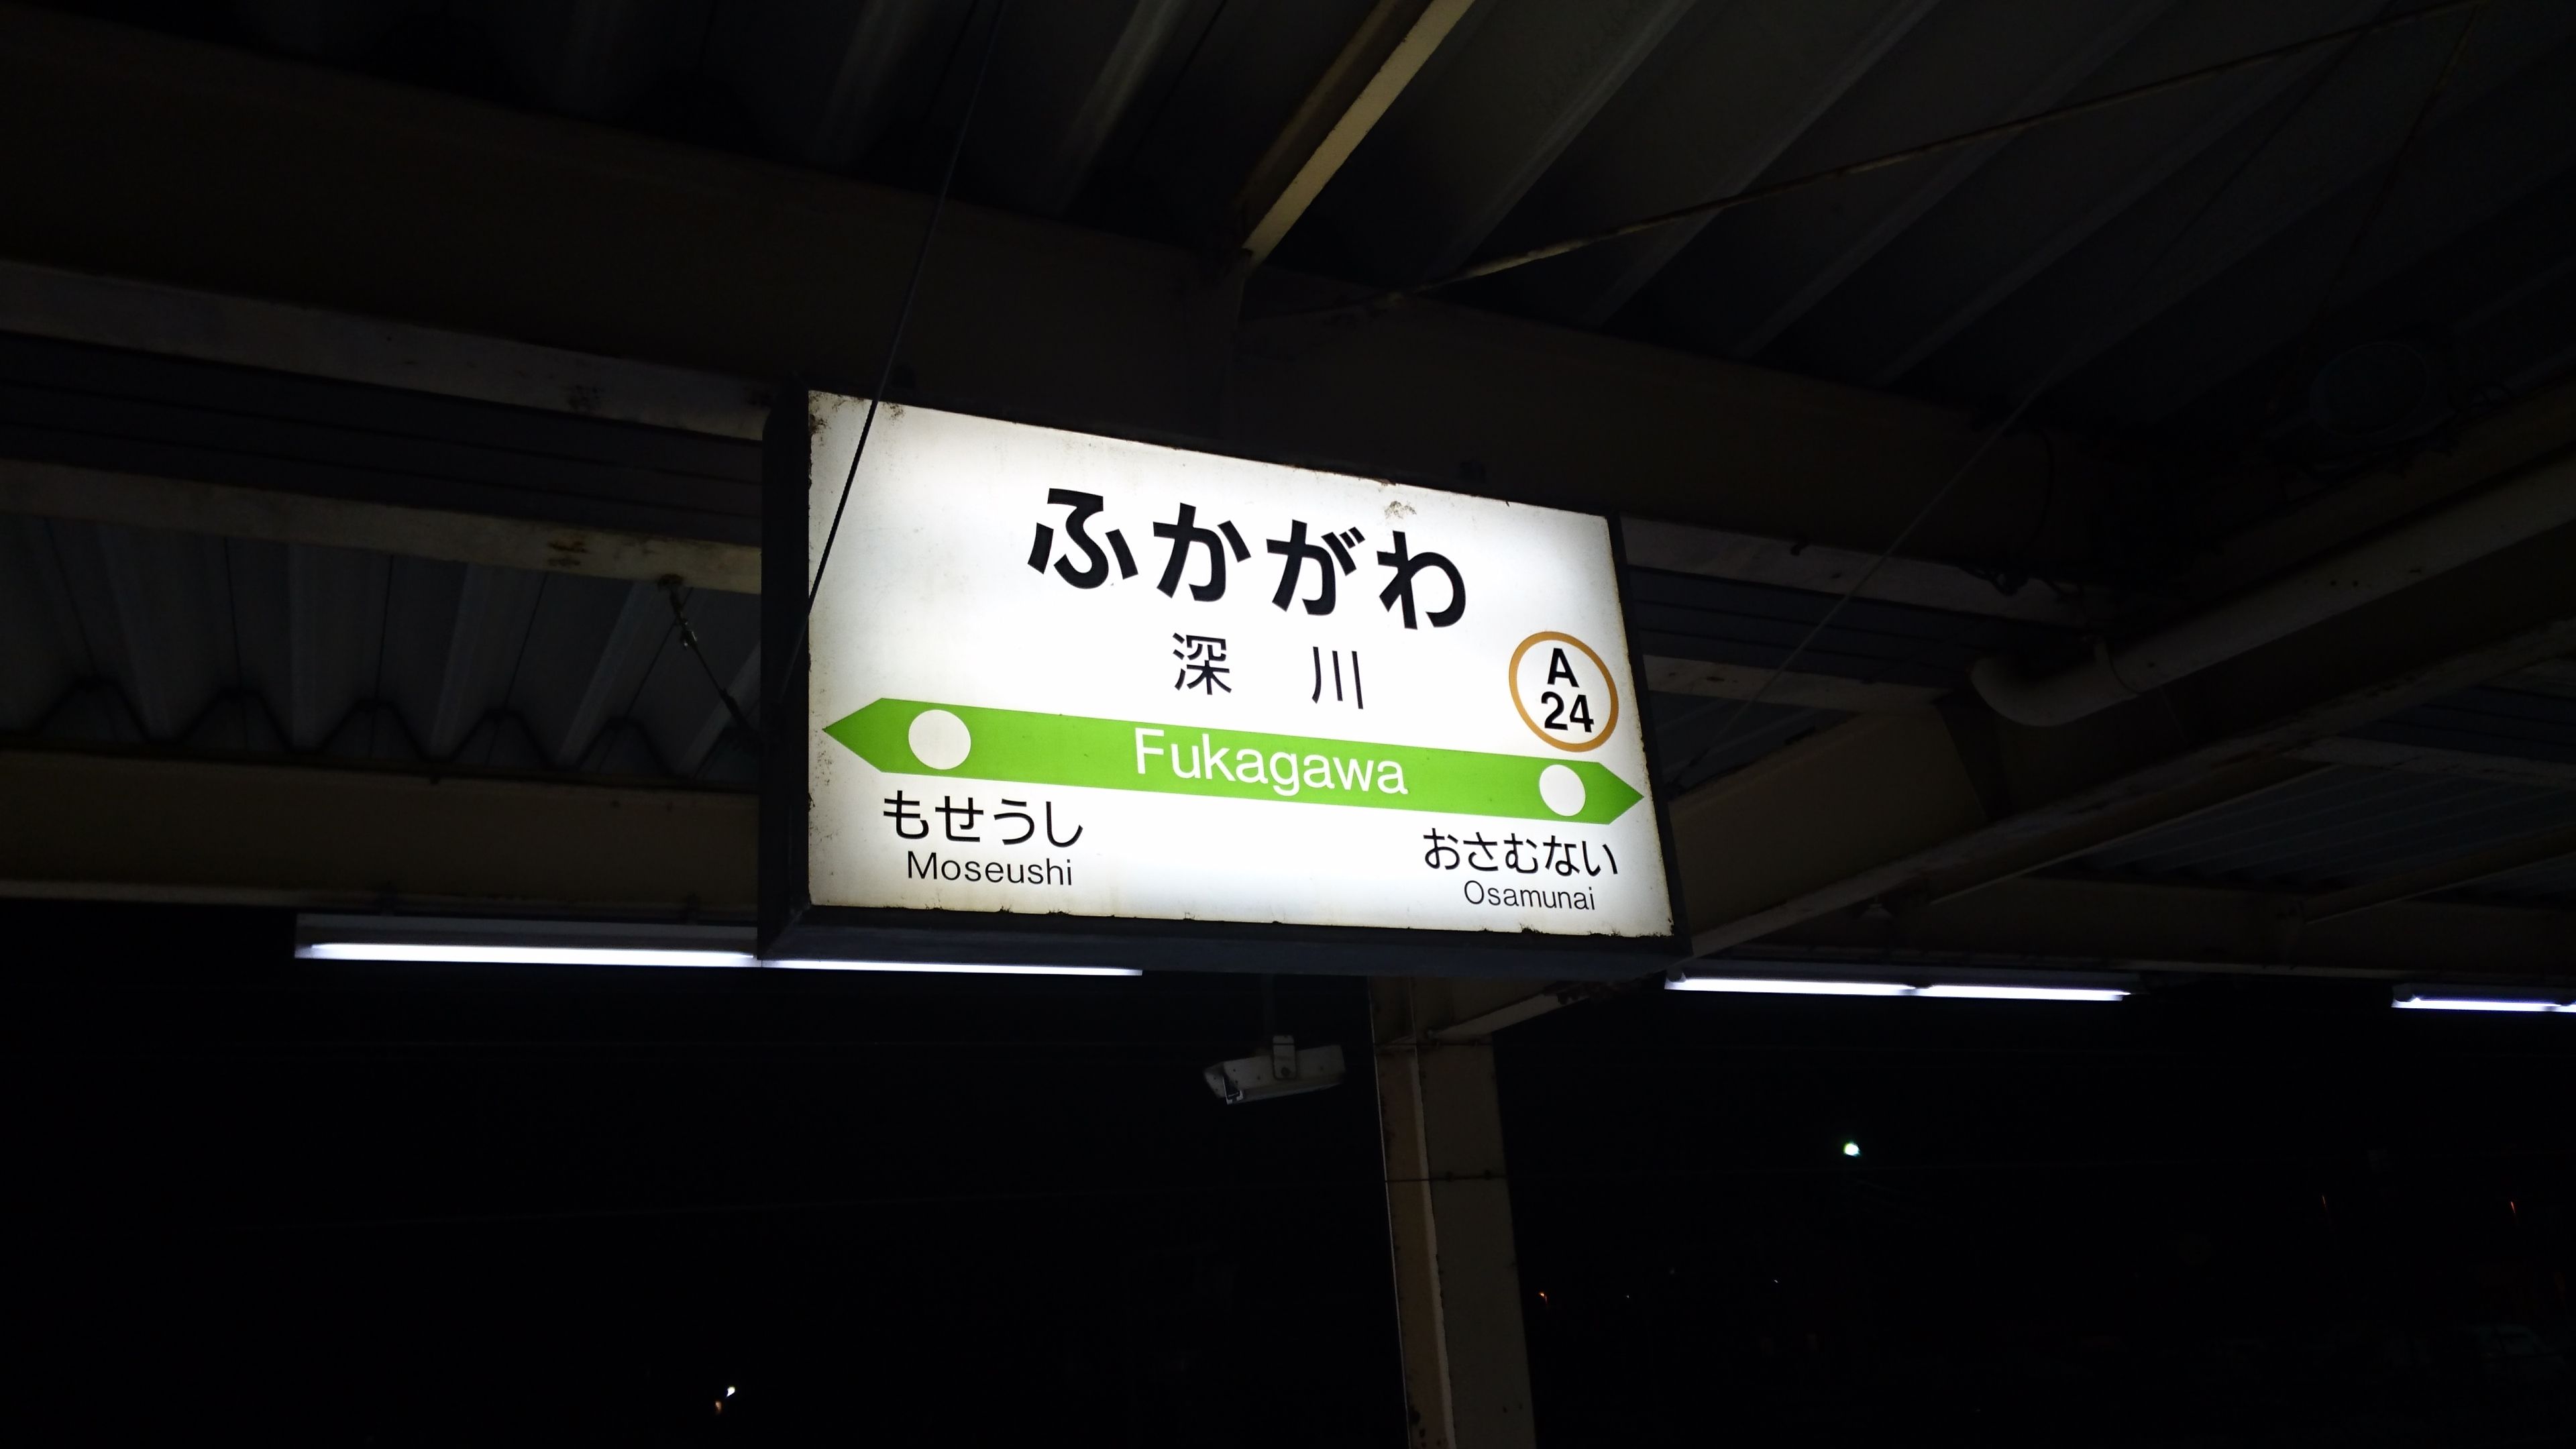 ふかがわ
深 川
A
24
Fukagawa
もせうし
Moseushi
おさむない
Osamunai